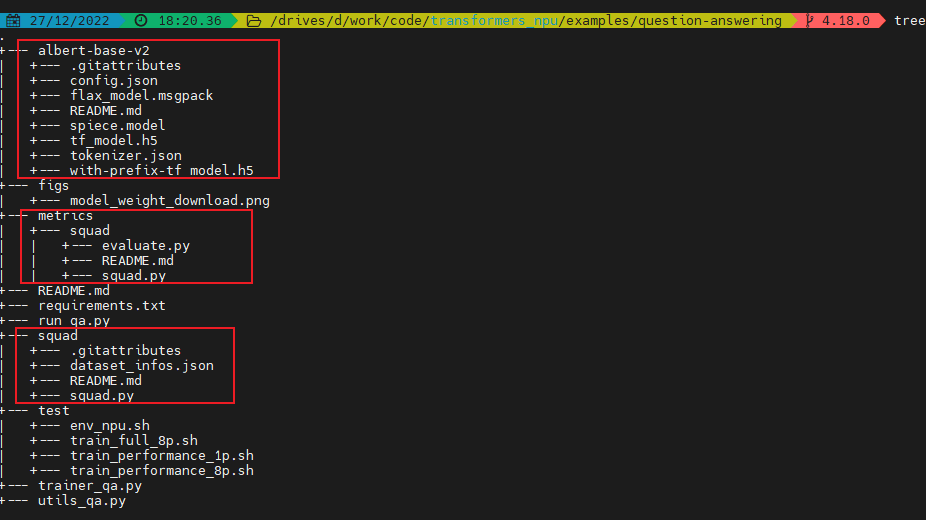 27/12/2022 18:20.36 /drives/d/work/code/transformers_npu/examples/question-answering 4.18.0 tree
.
+--- albert-base-v2
|   +--- .gitattributes
|   +--- config.json
|   +--- flax_model.msgpack
|   +--- README.md
|   +--- spiece.model
|   +--- tf_model.h5
|   +--- tokenizer.json
|   +--- with-prefix-tf_model.h5
+--- figs
|   +--- model_weight_download.png
+--- metrics
|   +--- squad
|   |   +--- evaluate.py
|   |   +--- README.md
|   |   +--- squad.py
+--- README.md
+--- requirements.txt
+--- run_qa.py
+--- squad
|   +--- .gitattributes
|   +--- dataset_infos.json
|   +--- README.md
|   +--- squad.py
+--- test
|   +--- env_npu.sh
|   +--- train_full_8p.sh
|   +--- train_performance_1p.sh
|   +--- train_performance_8p.sh
+--- trainer_qa.py
+--- utils_qa.py